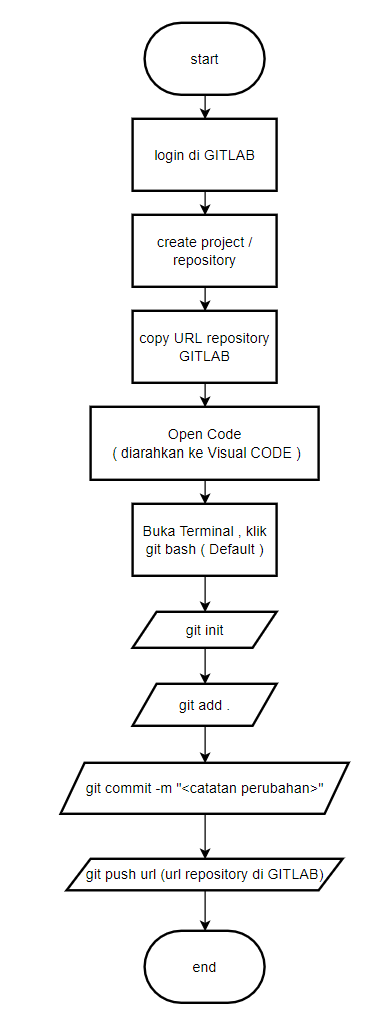 start
login di GITLAB
create project /
repository
copy URL repository
GITLAB
Open Code
( diarahkan ke Visual CODE )
Buka Terminal , klik
git bash ( Default )
git init
git add .
git commit -m "<catatan perubahan>"
git push url (url repository di GITLAB)
end